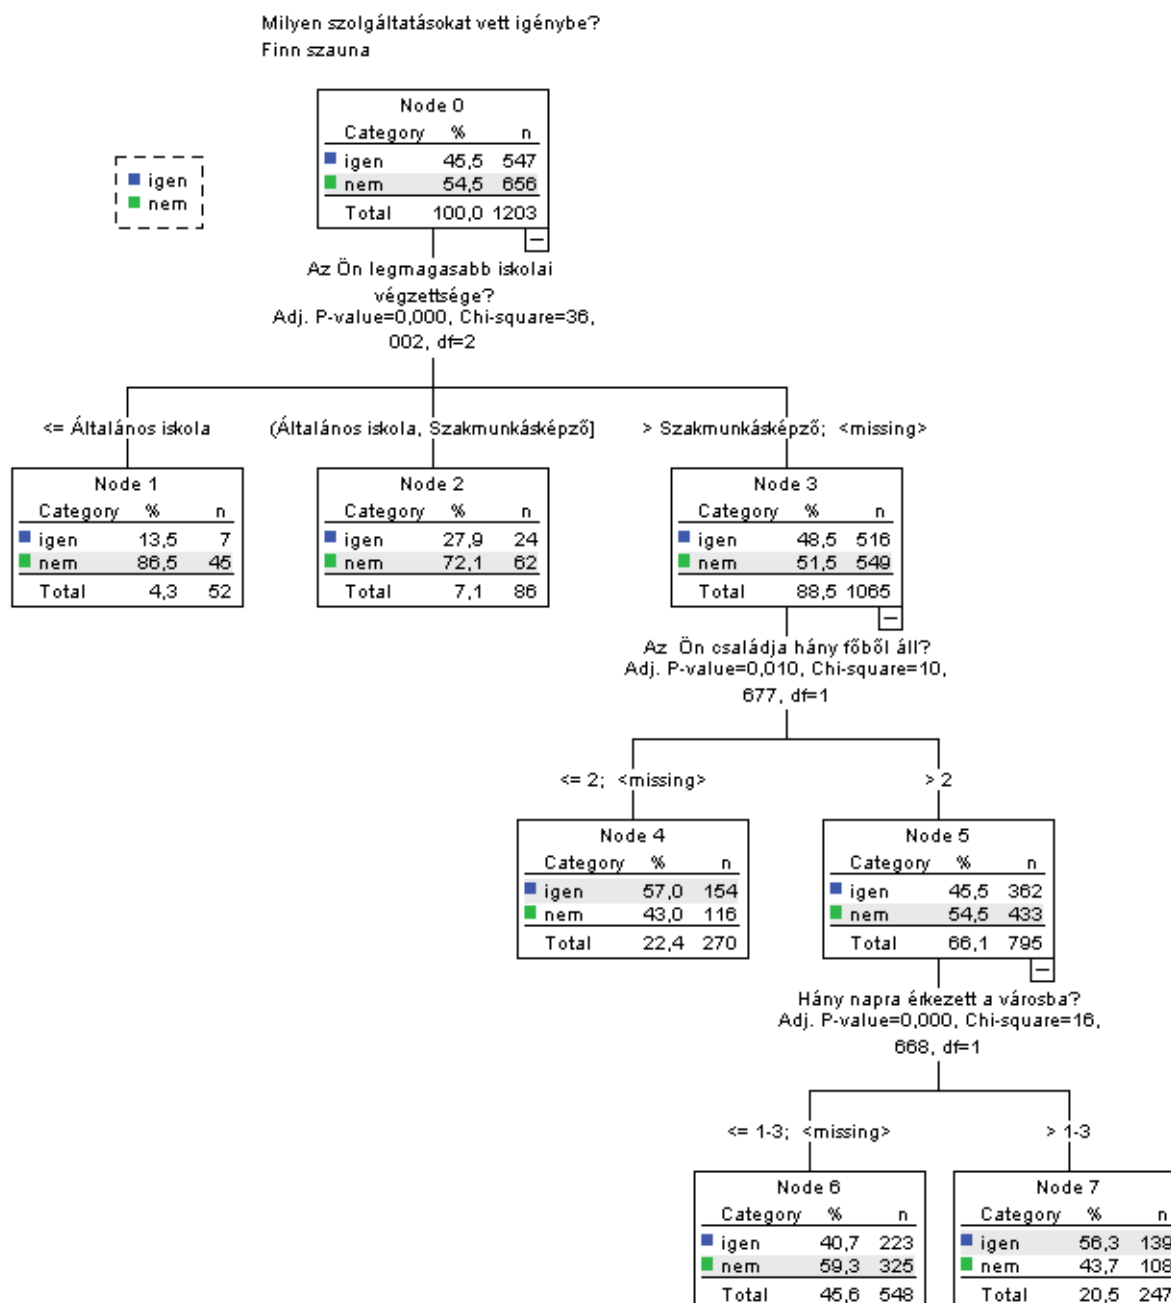 Milyen szolgáltatásokat vett igénybe?
Finn szauna
igen
nem
Node 0
Category % n
igen 45,5 547
nem 54,5 656
Total 100,0 1203
Az Ön legmagasabb iskolai
végzettsége?
Adj. P-value=0,000, Chi-square=36,
002, df=2
<= Általános iskola
(Általános iskola, Szakmunkásképző]
> Szakmunkásképző; <missing>
Node 1
Category % n
igen 13,5 7
nem 86,5 45
Total 4,3 52
Node 2
Category % n
igen 27,9 24
nem 72,1 62
Total 7,1 86
Node 3
Category % n
igen 48,5 516
nem 51,5 549
Total 88,5 1065
Az Ön családja hány főből áll?
Adj. P-value=0,010, Chi-square=10,
677, df=1
<= 2; <missing>
> 2
Node 4
Category % n
igen 57,0 154
nem 43,0 116
Total 22,4 270
Node 5
Category % n
igen 45,5 362
nem 54,5 433
Total 66,1 795
Hány napra érkezett a városba?
Adj. P-value=0,000, Chi-square=16,
668, df=1
<= 1-3; <missing>
> 1-3
Node 6
Category % n
igen 40,7 223
nem 59,3 325
Total 45,6 548
Node 7
Category % n
igen 56,3 139
nem 43,7 108
Total 20,5 247